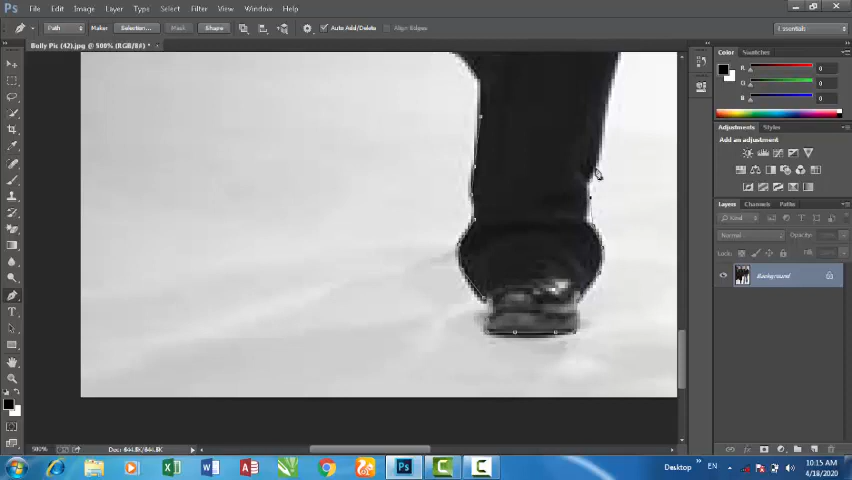 Ps File Edit Image Layer Type Select Filter View Window Help
Path Make: Selection... Mask Shape Auto Add/Delete Align Edges Essentials
Bolly Pic (42).jpg @ 500% (RGB/8#) *
Color Swatches
R 0
G 0
B 0
Adjustments Styles
Add an adjustment
Layers Channels Paths
Kind
Normal Opacity:
Lock: Fill:
Background
500% Doc: 644.8K/644.8K
Desktop EN 10:15 AM
4/18/2020